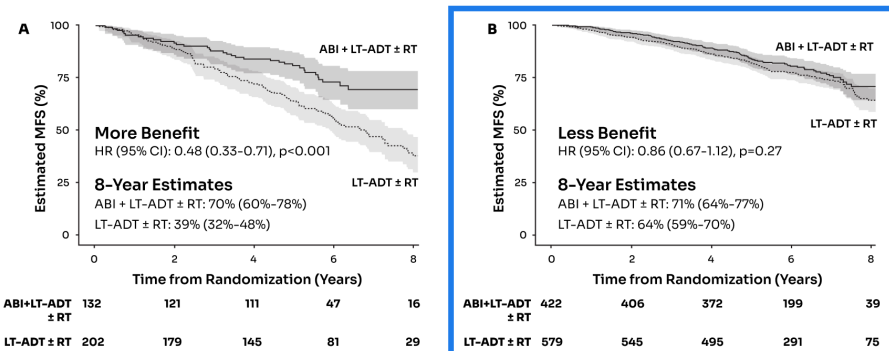 A
Estimated MFS (%)
100
75
50
25
0
ABI + LT-ADT ± RT
More Benefit
HR (95% CI): 0.48 (0.33-0.71), p<0.001
LT-ADT ± RT
8-Year Estimates
ABI + LT-ADT ± RT: 70% (60%-78%)
LT-ADT ± RT: 39% (32%-48%)
0 2 4 6 8
Time from Randomization (Years)
ABI+LT-ADT 132 121 111 47 16
± RT
LT-ADT ± RT 202 179 145 81 29
B
Estimated MFS (%)
100
75
50
25
0
ABI + LT-ADT ± RT
LT-ADT ± RT
Less Benefit
HR (95% CI): 0.86 (0.67-1.12), p=0.27
8-Year Estimates
ABI + LT-ADT ± RT: 71% (64%-77%)
LT-ADT ± RT: 64% (59%-70%)
0 2 4 6 8
Time from Randomization (Years)
ABI+LT-ADT 422 406 372 199 39
± RT
LT-ADT ± RT 579 545 495 291 75